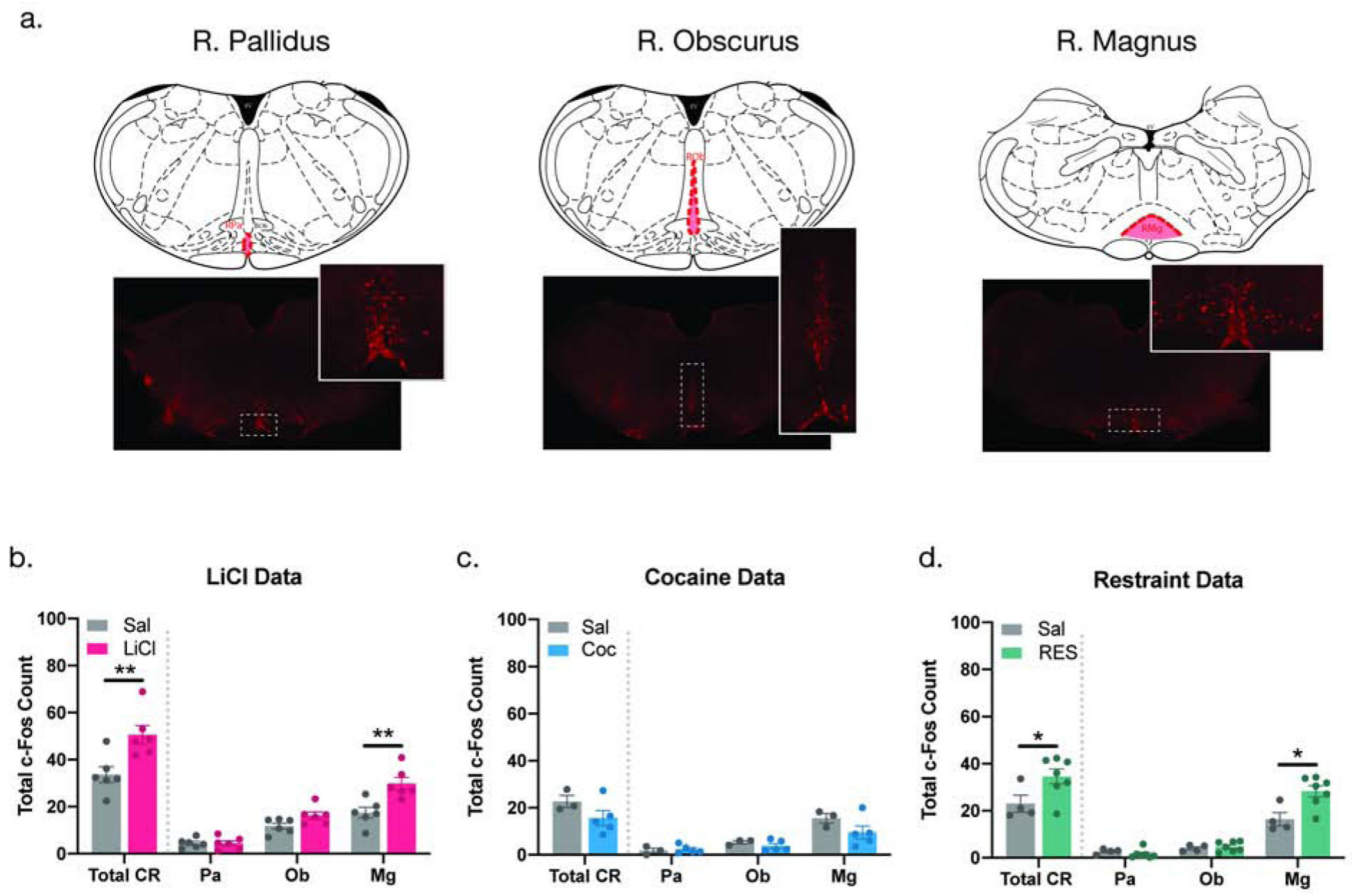 a.
R. Pallidus
R. Obscurus
R. Magnus
RPa
ROb
RMg
b.
LiCl Data
Total c-Fos Count
100
80
60
40
20
0
Sal
LiCl
**
**
Total CR Pa Ob Mg
c.
Cocaine Data
Total c-Fos Count
100
80
60
40
20
0
Sal
Coc
Total CR Pa Ob Mg
d.
Restraint Data
Total c-Fos Count
100
80
60
40
20
0
Sal
RES
*
*
Total CR Pa Ob Mg